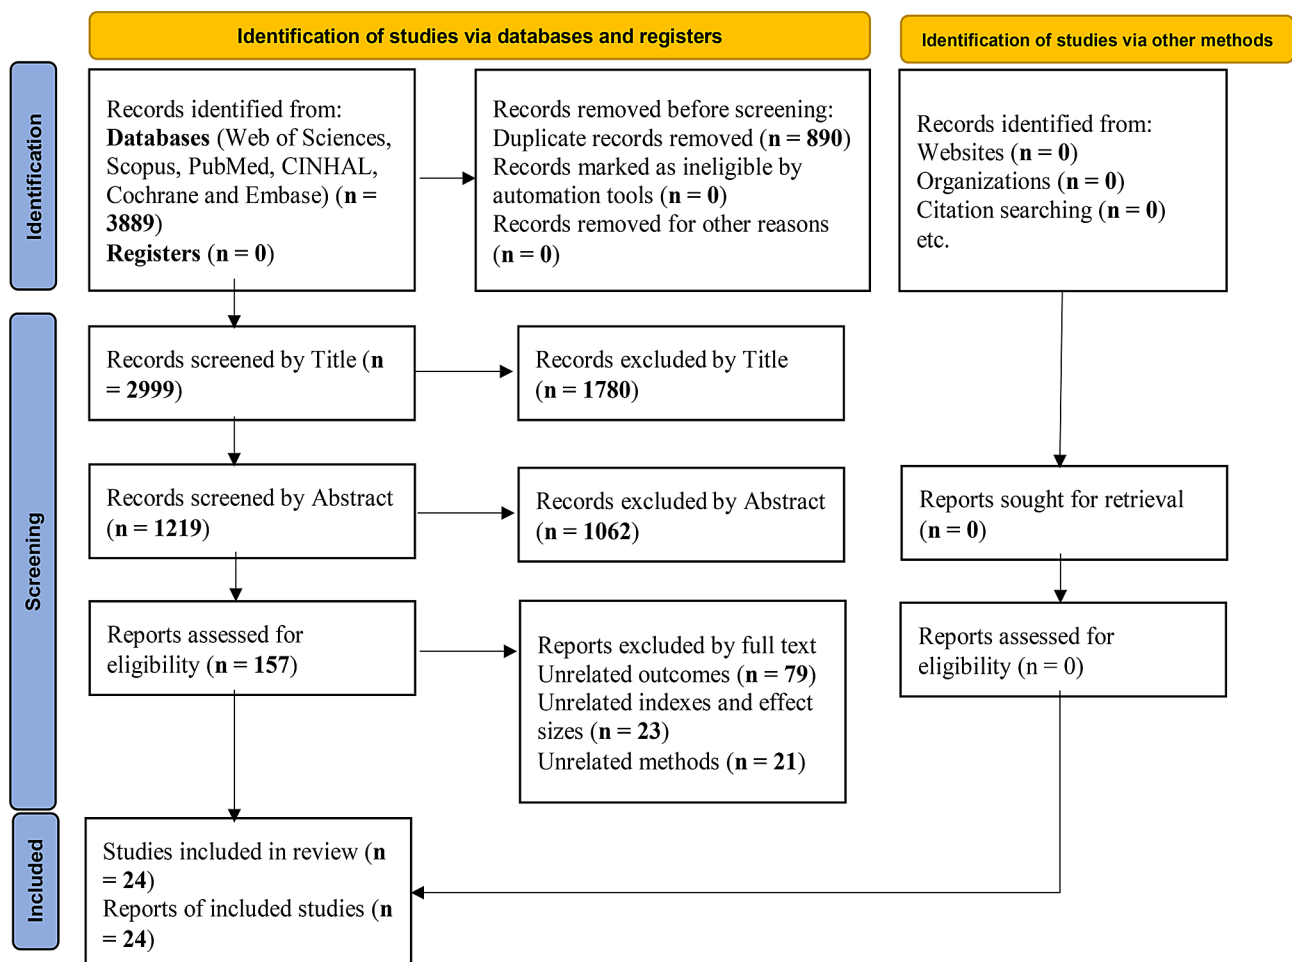 Identification of studies via databases and registers
Identification of studies via other methods
Identification
Records identified from:
Databases (Web of Sciences,
Scopus, PubMed, CINHAL,
Cochrane and Embase) (n =
3889)
Registers (n = 0)
Records removed before screening:
Duplicate records removed (n = 890)
Records marked as ineligible by
automation tools (n = 0)
Records removed for other reasons
(n = 0)
Records identified from:
Websites (n = 0)
Organizations (n = 0)
Citation searching (n = 0)
etc.
Screening
Records screened by Title (n
= 2999)
Records excluded by Title
(n = 1780)
Records screened by Abstract
(n = 1219)
Records excluded by Abstract
(n = 1062)
Reports sought for retrieval
(n = 0)
Reports assessed for
eligibility (n = 157)
Reports excluded by full text
Unrelated outcomes (n = 79)
Unrelated indexes and effect
sizes (n = 23)
Unrelated methods (n = 21)
Reports assessed for
eligibility (n = 0)
Included
Studies included in review (n
= 24)
Reports of included studies (n
= 24)